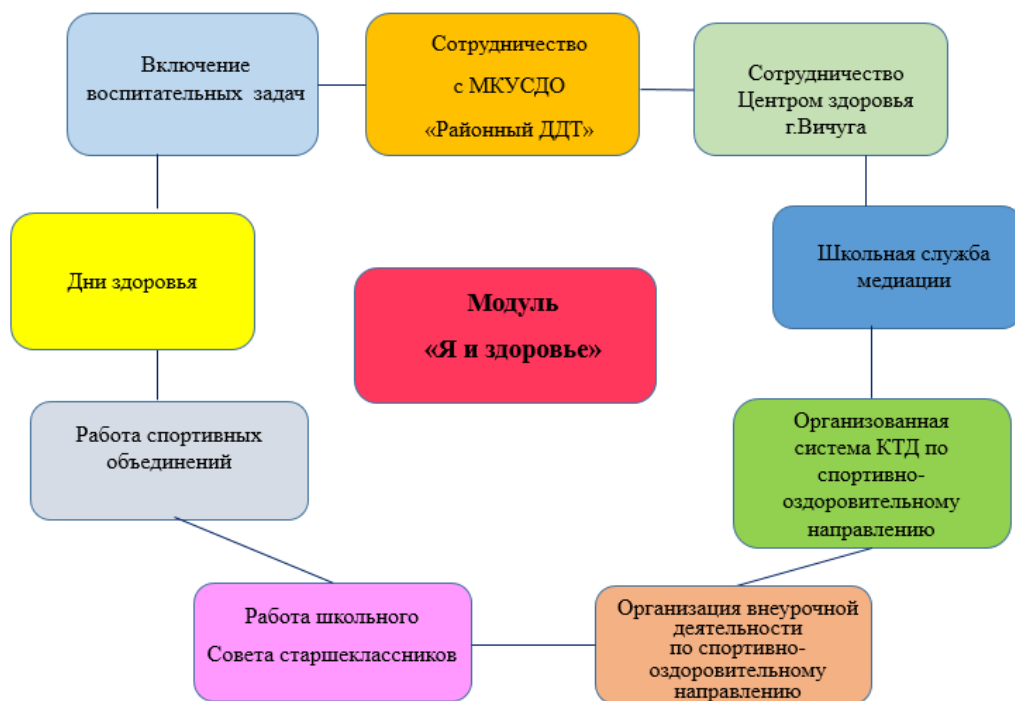 Включение
воспитательных задач
Сотрудничество
с МКУСДО
«Районный ДДТ»
Сотрудничество
Центром здоровья
г.Вичуга
Дни здоровья
Модуль
«Я и здоровье»
Школьная служба
медиации
Работа спортивных
объединений
Организованная
система КТД по
спортивно-
оздоровительному
направлению
Работа школьного
Совета старшеклассников
Организация внеурочной
деятельности
по спортивно-
оздоровительному
направлению